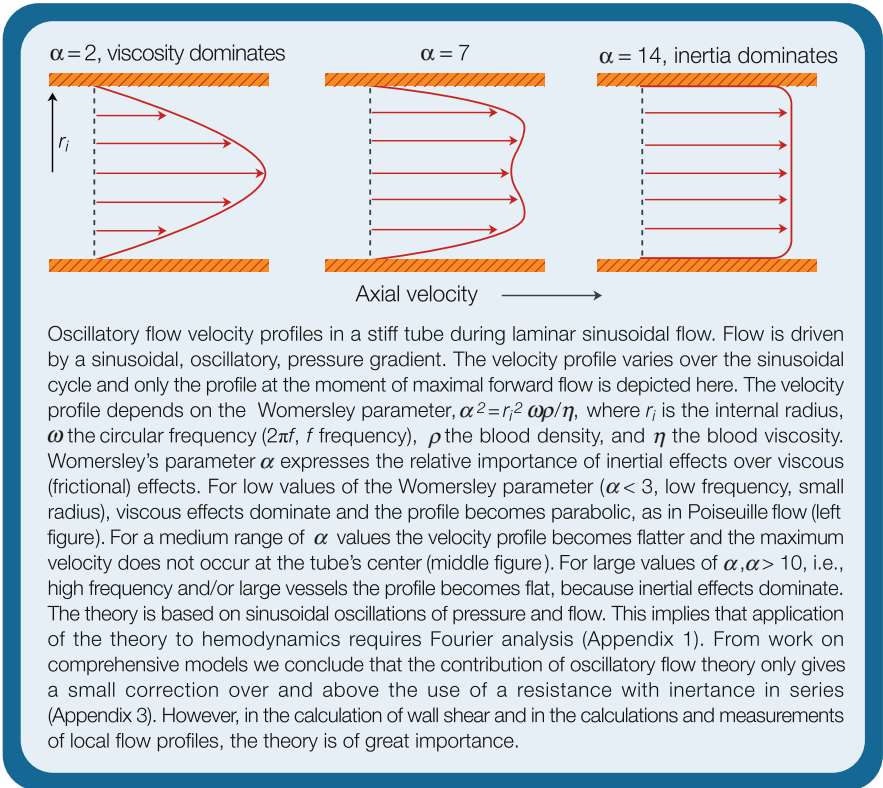 α = 2, viscosity dominates
α = 7
α = 14, inertia dominates
rᵢ
Axial velocity
Oscillatory flow velocity profiles in a stiff tube during laminar sinusoidal flow. Flow is driven
by a sinusoidal, oscillatory, pressure gradient. The velocity profile varies over the sinusoidal
cycle and only the profile at the moment of maximal forward flow is depicted here. The velocity
profile depends on the Womersley parameter, α² = rᵢ² ωρ/η, where rᵢ is the internal radius,
ω the circular frequency (2πf, f frequency), ρ the blood density, and η the blood viscosity.
Womersley's parameter α expresses the relative importance of inertial effects over viscous
(frictional) effects. For low values of the Womersley parameter (α < 3, low frequency, small
radius), viscous effects dominate and the profile becomes parabolic, as in Poiseuille flow (left
figure). For a medium range of α values the velocity profile becomes flatter and the maximum
velocity does not occur at the tube's center (middle figure). For large values of α, α > 10, i.e.,
high frequency and/or large vessels the profile becomes flat, because inertial effects dominate.
The theory is based on sinusoidal oscillations of pressure and flow. This implies that application
of the theory to hemodynamics requires Fourier analysis (Appendix 1). From work on
comprehensive models we conclude that the contribution of oscillatory flow theory only gives
a small correction over and above the use of a resistance with inertance in series
(Appendix 3). However, in the calculation of wall shear and in the calculations and measurements
of local flow profiles, the theory is of great importance.